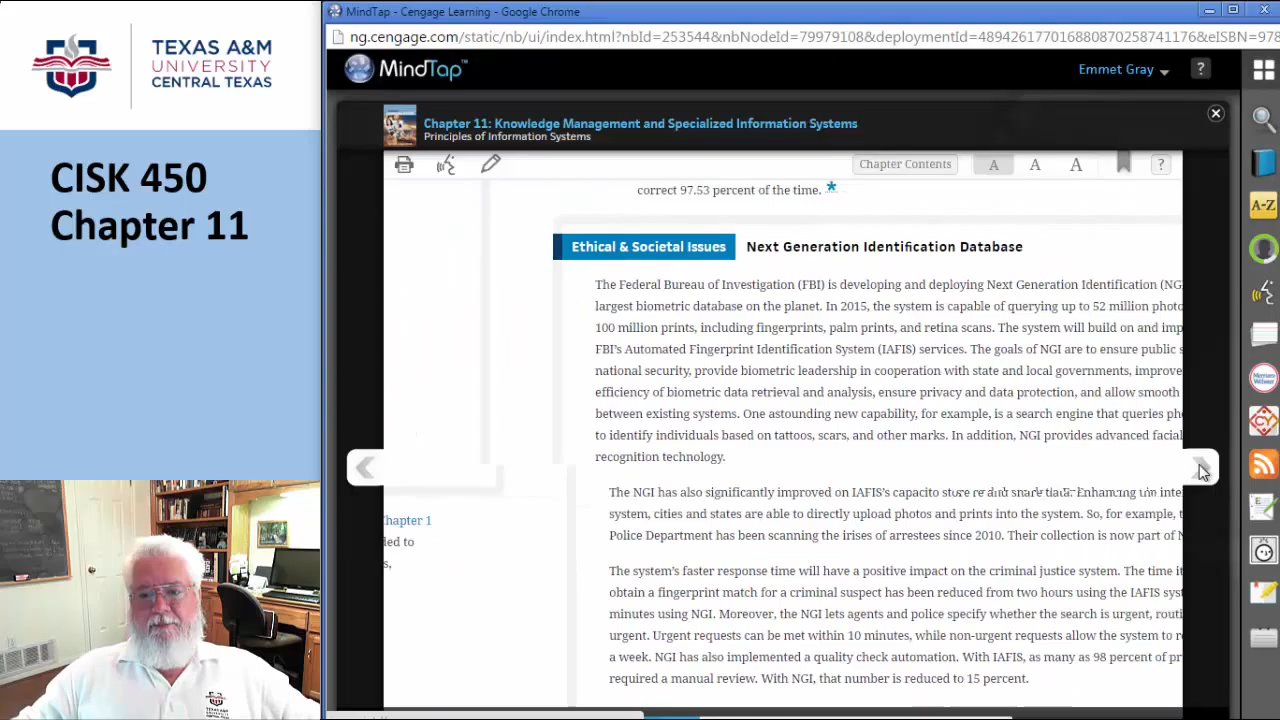 MindTap - Cengage Learning - Google Chrome
ng.cengage.com/static/nb/ui/index.html?nbId=253544&nbNodeId=79979108&deploymentId=4894261770168808702587411​76&eISBN=978
TEXAS A&M
UNIVERSITY
CENTRAL TEXAS
CISK 450
Chapter 11
MindTap™
Emmet Gray
?
Chapter 11: Knowledge Management and Specialized Information Systems
Principles of Information Systems
Chapter Contents
A
A
A
?
correct 97.53 percent of the time. *
Ethical & Societal Issues Next Generation Identification Database
The Federal Bureau of Investigation (FBI) is developing and deploying Next Generation Identification (NG
largest biometric database on the planet. In 2015, the system is capable of querying up to 52 million photo
100 million prints, including fingerprints, palm prints, and retina scans. The system will build on and imp
FBI's Automated Fingerprint Identification System (IAFIS) services. The goals of NGI are to ensure public s
national security, provide biometric leadership in cooperation with state and local governments, improve
efficiency of biometric data retrieval and analysis, ensure privacy and data protection, and allow smooth
between existing systems. One astounding new capability, for example, is a search engine that queries pho
to identify individuals based on tattoos, scars, and other marks. In addition, NGI provides advanced facial
recognition technology.
The NGI has also significantly improved on IAFIS's store Enhancing
system, cities and states are able to directly upload photos and prints into the system. So, for example, t
Police Department has been scanning the irises of arrestees since 2010. Their collection is now part of N
The system's faster response time will have a positive impact on the criminal justice system. The time it
obtain a fingerprint match for a criminal suspect has been reduced from two hours using the IAFIS syst
minutes using NGI. Moreover, the NGI lets agents and police specify whether the search is urgent, routi
urgent. Urgent requests can be met within 10 minutes, while non-urgent requests allow the system to re
a week. NGI has also implemented a quality check automation. With IAFIS, as many as 98 percent of pr
required a manual review. With NGI, that number is reduced to 15 percent.
hapter 1
ded to
s,
A-Z
Merriam
Webster